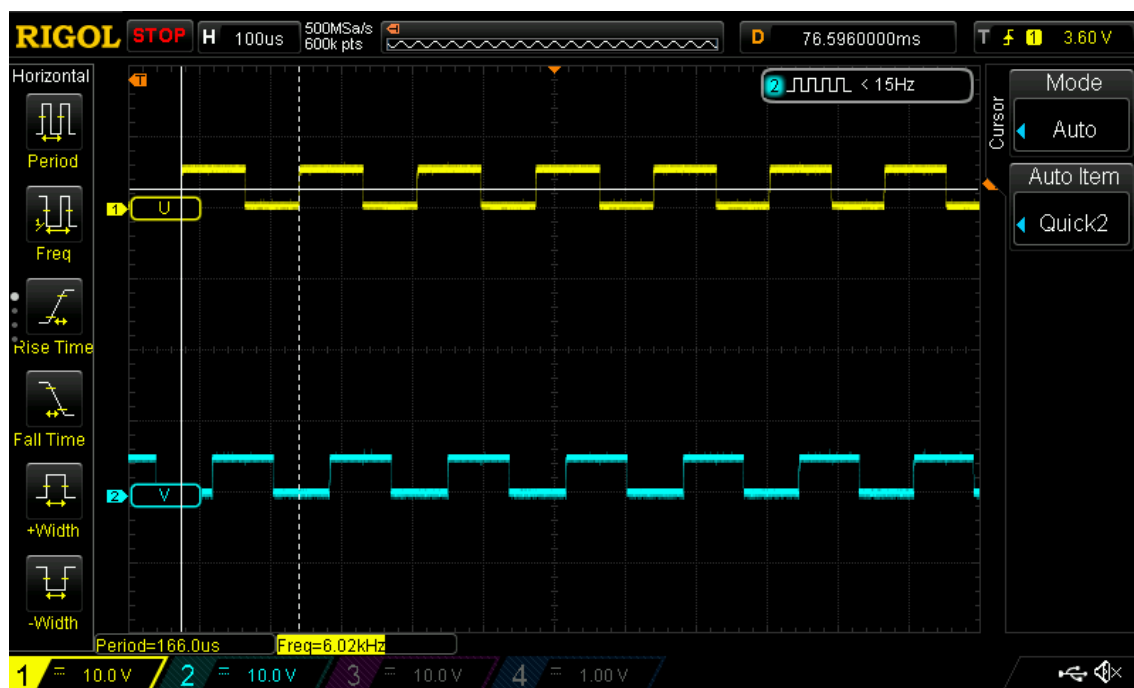 RIGOL STOP H 100us 500MSa/s 600k pts D 76.5960000ms T 1 3.60 V
Horizontal
Period
Freq
Rise Time
Fall Time
+Width
-Width
T
2 < 15Hz
1 U
2 V
Cursor
Mode
Auto
Auto Item
Quick2
Period=166.0us Freq=6.02kHz
1 = 10.0 V 2 = 10.0 V 3 = 10.0 V 4 = 1.00 V